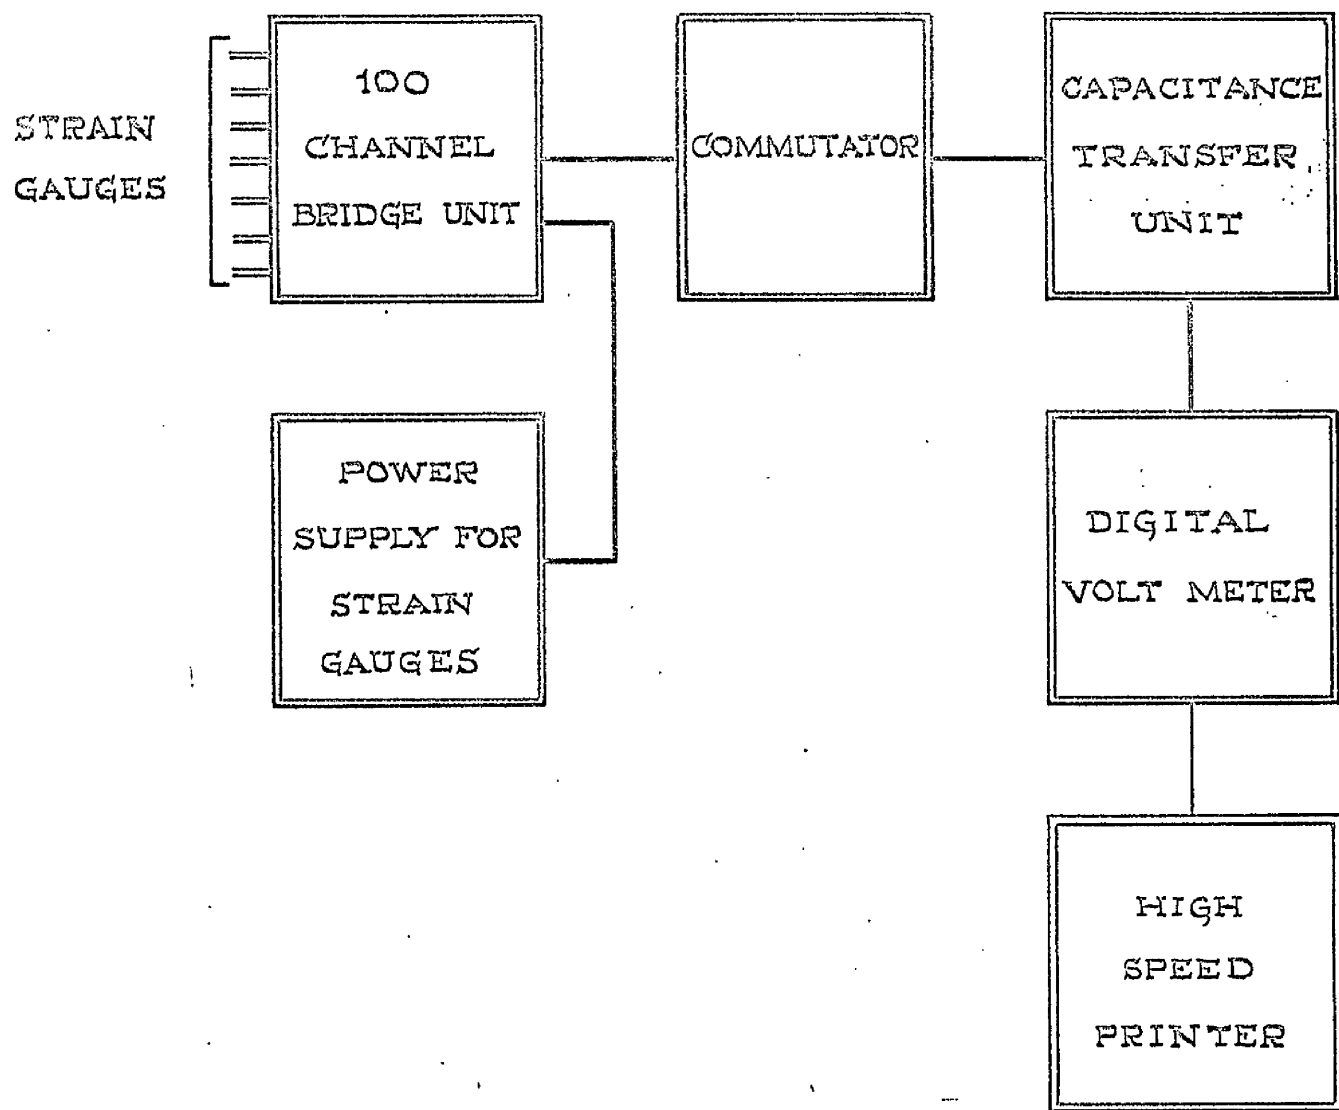 STRAIN
GAUGES
100
CHANNEL
BRIDGE UNIT
COMMUTATOR
CAPACITANCE
TRANSFER
UNIT
POWER
SUPPLY FOR
STRAIN
GAUGES
DIGITAL
VOLT METER
HIGH
SPEED
PRINTER